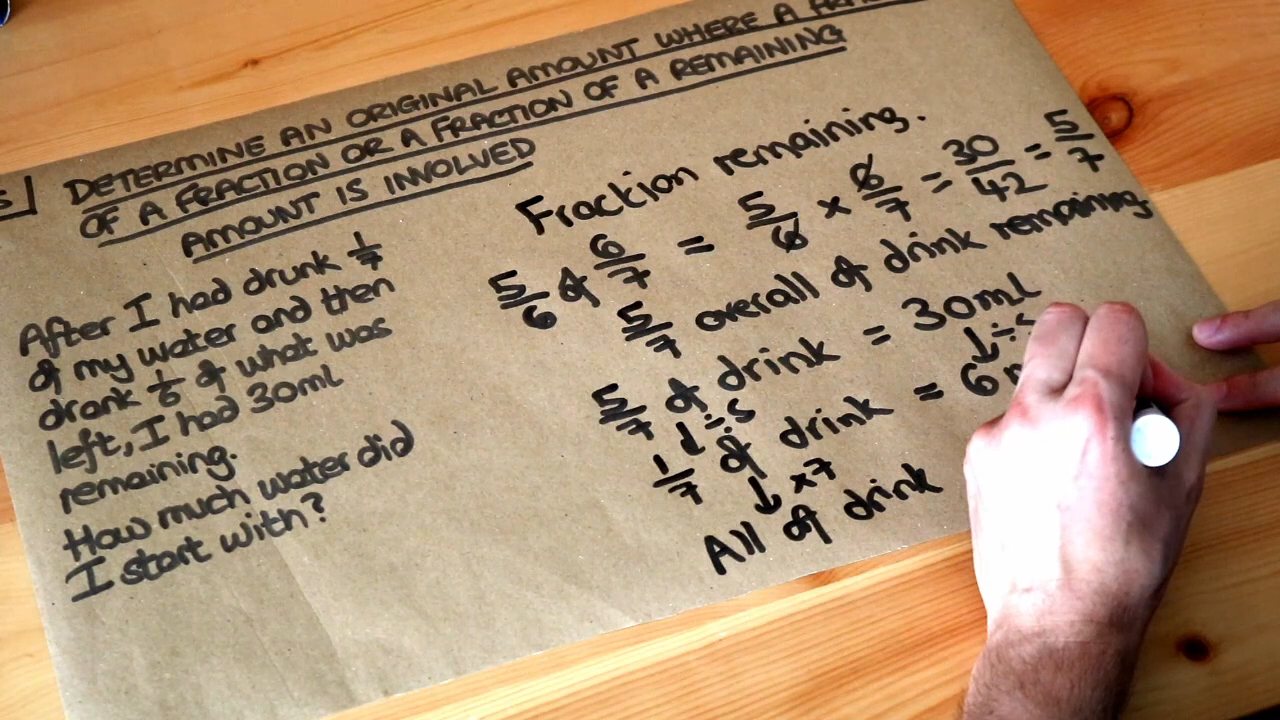 5
DETERMINE AN ORIGINAL AMOUNT WHERE A
OF A FRACTION OR A FRACTION OF A REMAINING
AMOUNT IS INVOLVED
After I had drunk 1/7
of my water and then
drank 1/6 of what was
left, I had 30mL
remaining.
How much water did
I start with?
Fraction remaining.
5/6 of 6/7 = 5/6 × 6/7 = 30/42 = 5/7
5/7 overall of drink remaining
5/7 of drink = 30mL
↓÷5 ↓÷5
1/7 of drink = 6
↓×7
All of drink